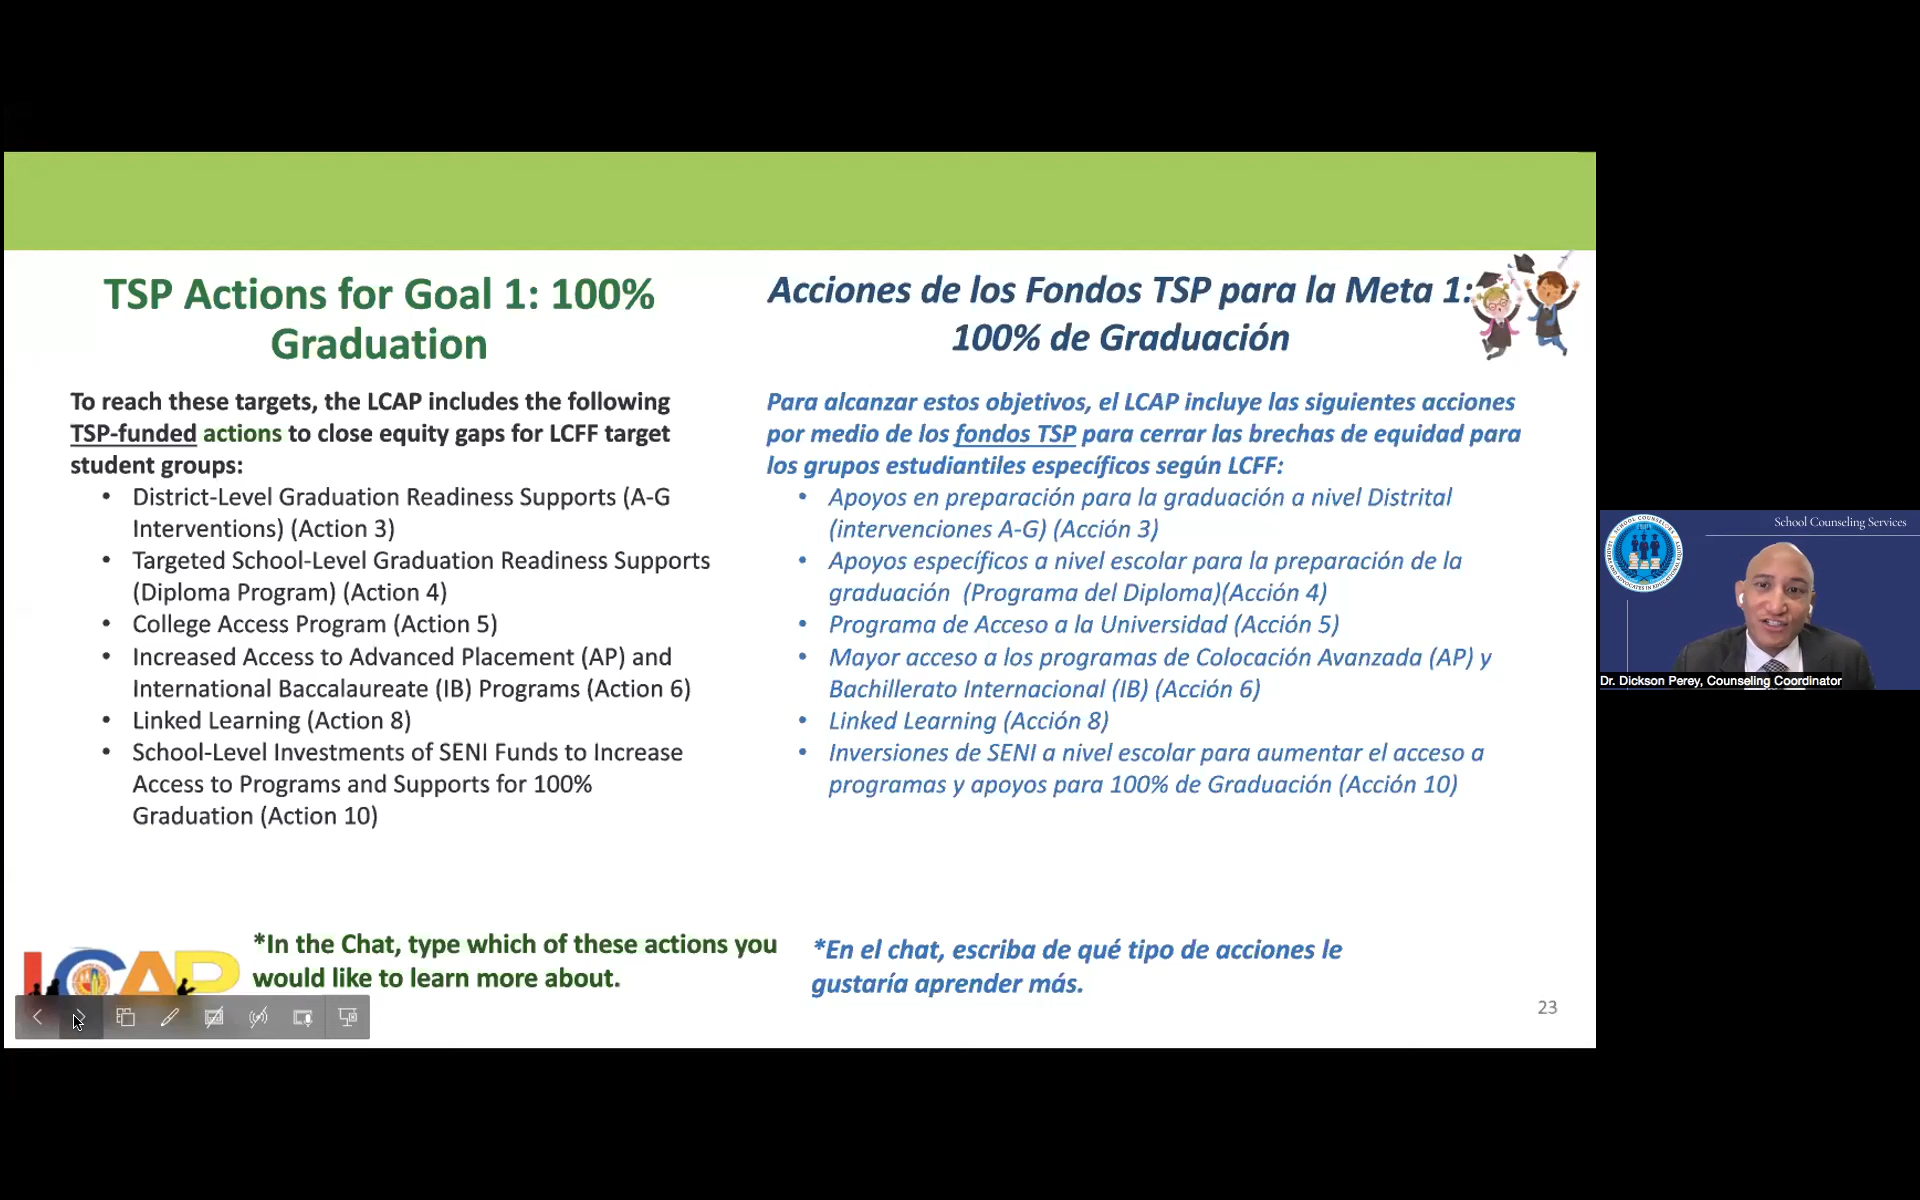 TSP Actions for Goal 1: 100%
Graduation
To reach these targets, the LCAP includes the following
TSP-funded actions to close equity gaps for LCFF target
student groups:
• District-Level Graduation Readiness Supports (A-G
Interventions) (Action 3)
• Targeted School-Level Graduation Readiness Supports
(Diploma Program) (Action 4)
• College Access Program (Action 5)
• Increased Access to Advanced Placement (AP) and
International Baccalaureate (IB) Programs (Action 6)
• Linked Learning (Action 8)
• School-Level Investments of SENI Funds to Increase
Access to Programs and Supports for 100%
Graduation (Action 10)
*In the Chat, type which of these actions you
would like to learn more about.
LCAP
Acciones de los Fondos TSP para la Meta 1:
100% de Graduación
Para alcanzar estos objetivos, el LCAP incluye las siguientes acciones
por medio de los fondos TSP para cerrar las brechas de equidad para
los grupos estudiantiles específicos según LCFF:
• Apoyos en preparación para la graduación a nivel Distrital
(intervenciones A-G) (Acción 3)
• Apoyos específicos a nivel escolar para la preparación de la
graduación (Programa del Diploma)(Acción 4)
• Programa de Acceso a la Universidad (Acción 5)
• Mayor acceso a los programas de Colocación Avanzada (AP) y
Bachillerato Internacional (IB) (Acción 6)
• Linked Learning (Acción 8)
• Inversiones de SENI a nivel escolar para aumentar el acceso a
programas y apoyos para 100% de Graduación (Acción 10)
*En el chat, escriba de qué tipo de acciones le
gustaría aprender más.
23
School Counseling Services
Dr. Dickson Perey, Counseling Coordinator